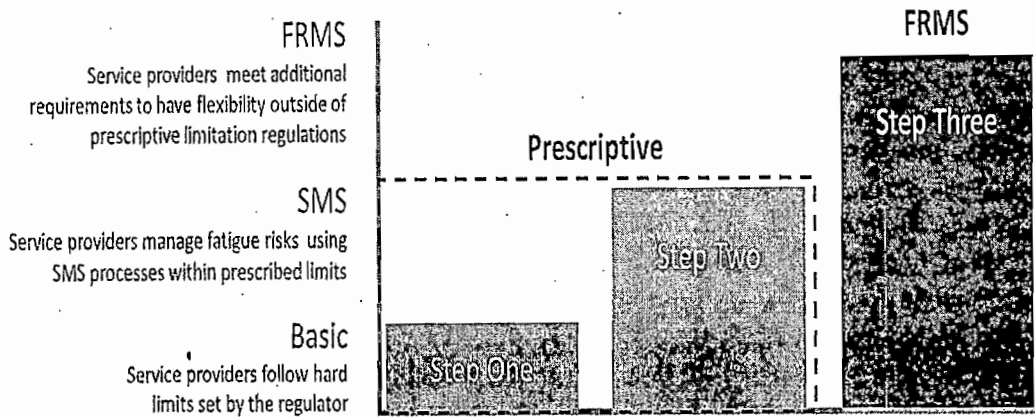 FRMS
Service providers meet additional
requirements to have flexibility outside of
prescriptive limitation regulations
SMS
Service providers manage fatigue risks using
SMS processes within prescribed limits
Basic
Service providers follow hard
limits set by the regulator
Prescriptive
FRMS
Step One
Step Two
Step Three